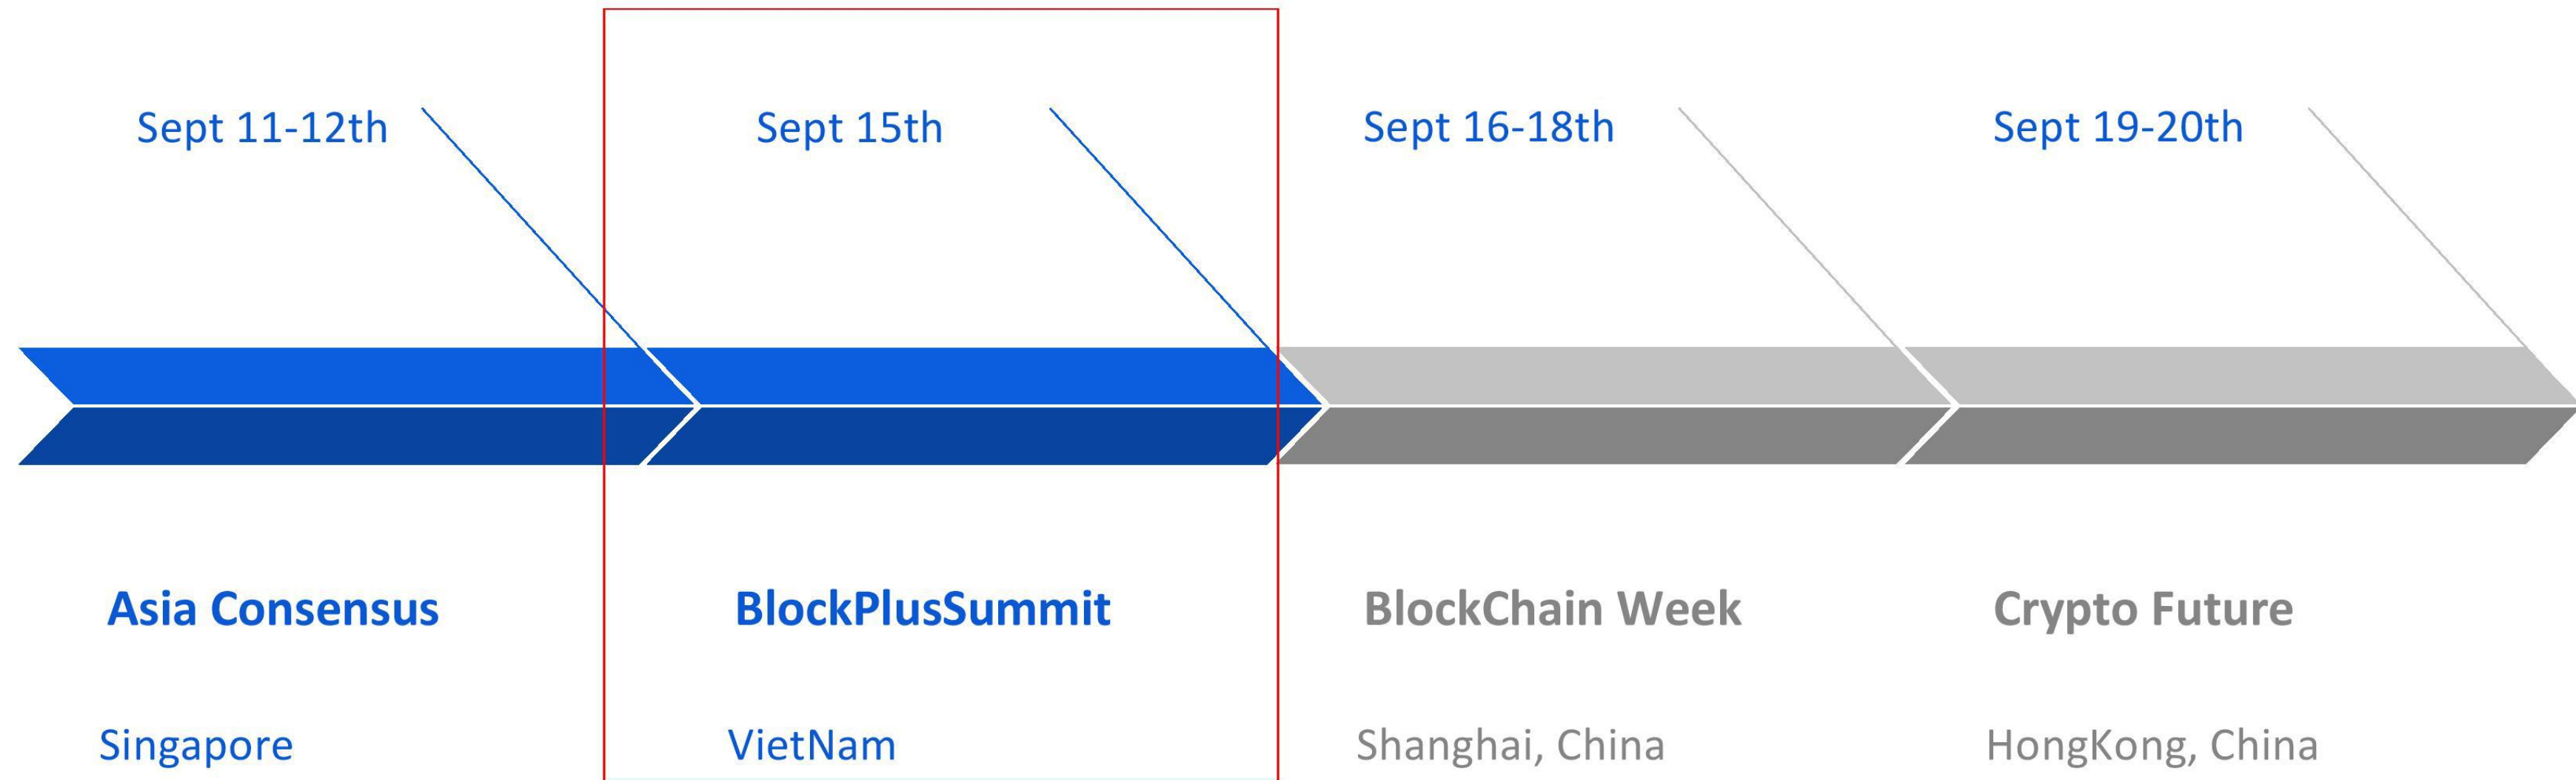 Sept 11-12th
Sept 15th
Sept 16-18th
Sept 19-20th
Asia Consensus
BlockPlusSummit
BlockChain Week
Crypto Future
Singapore
VietNam
Shanghai, China
HongKong, China